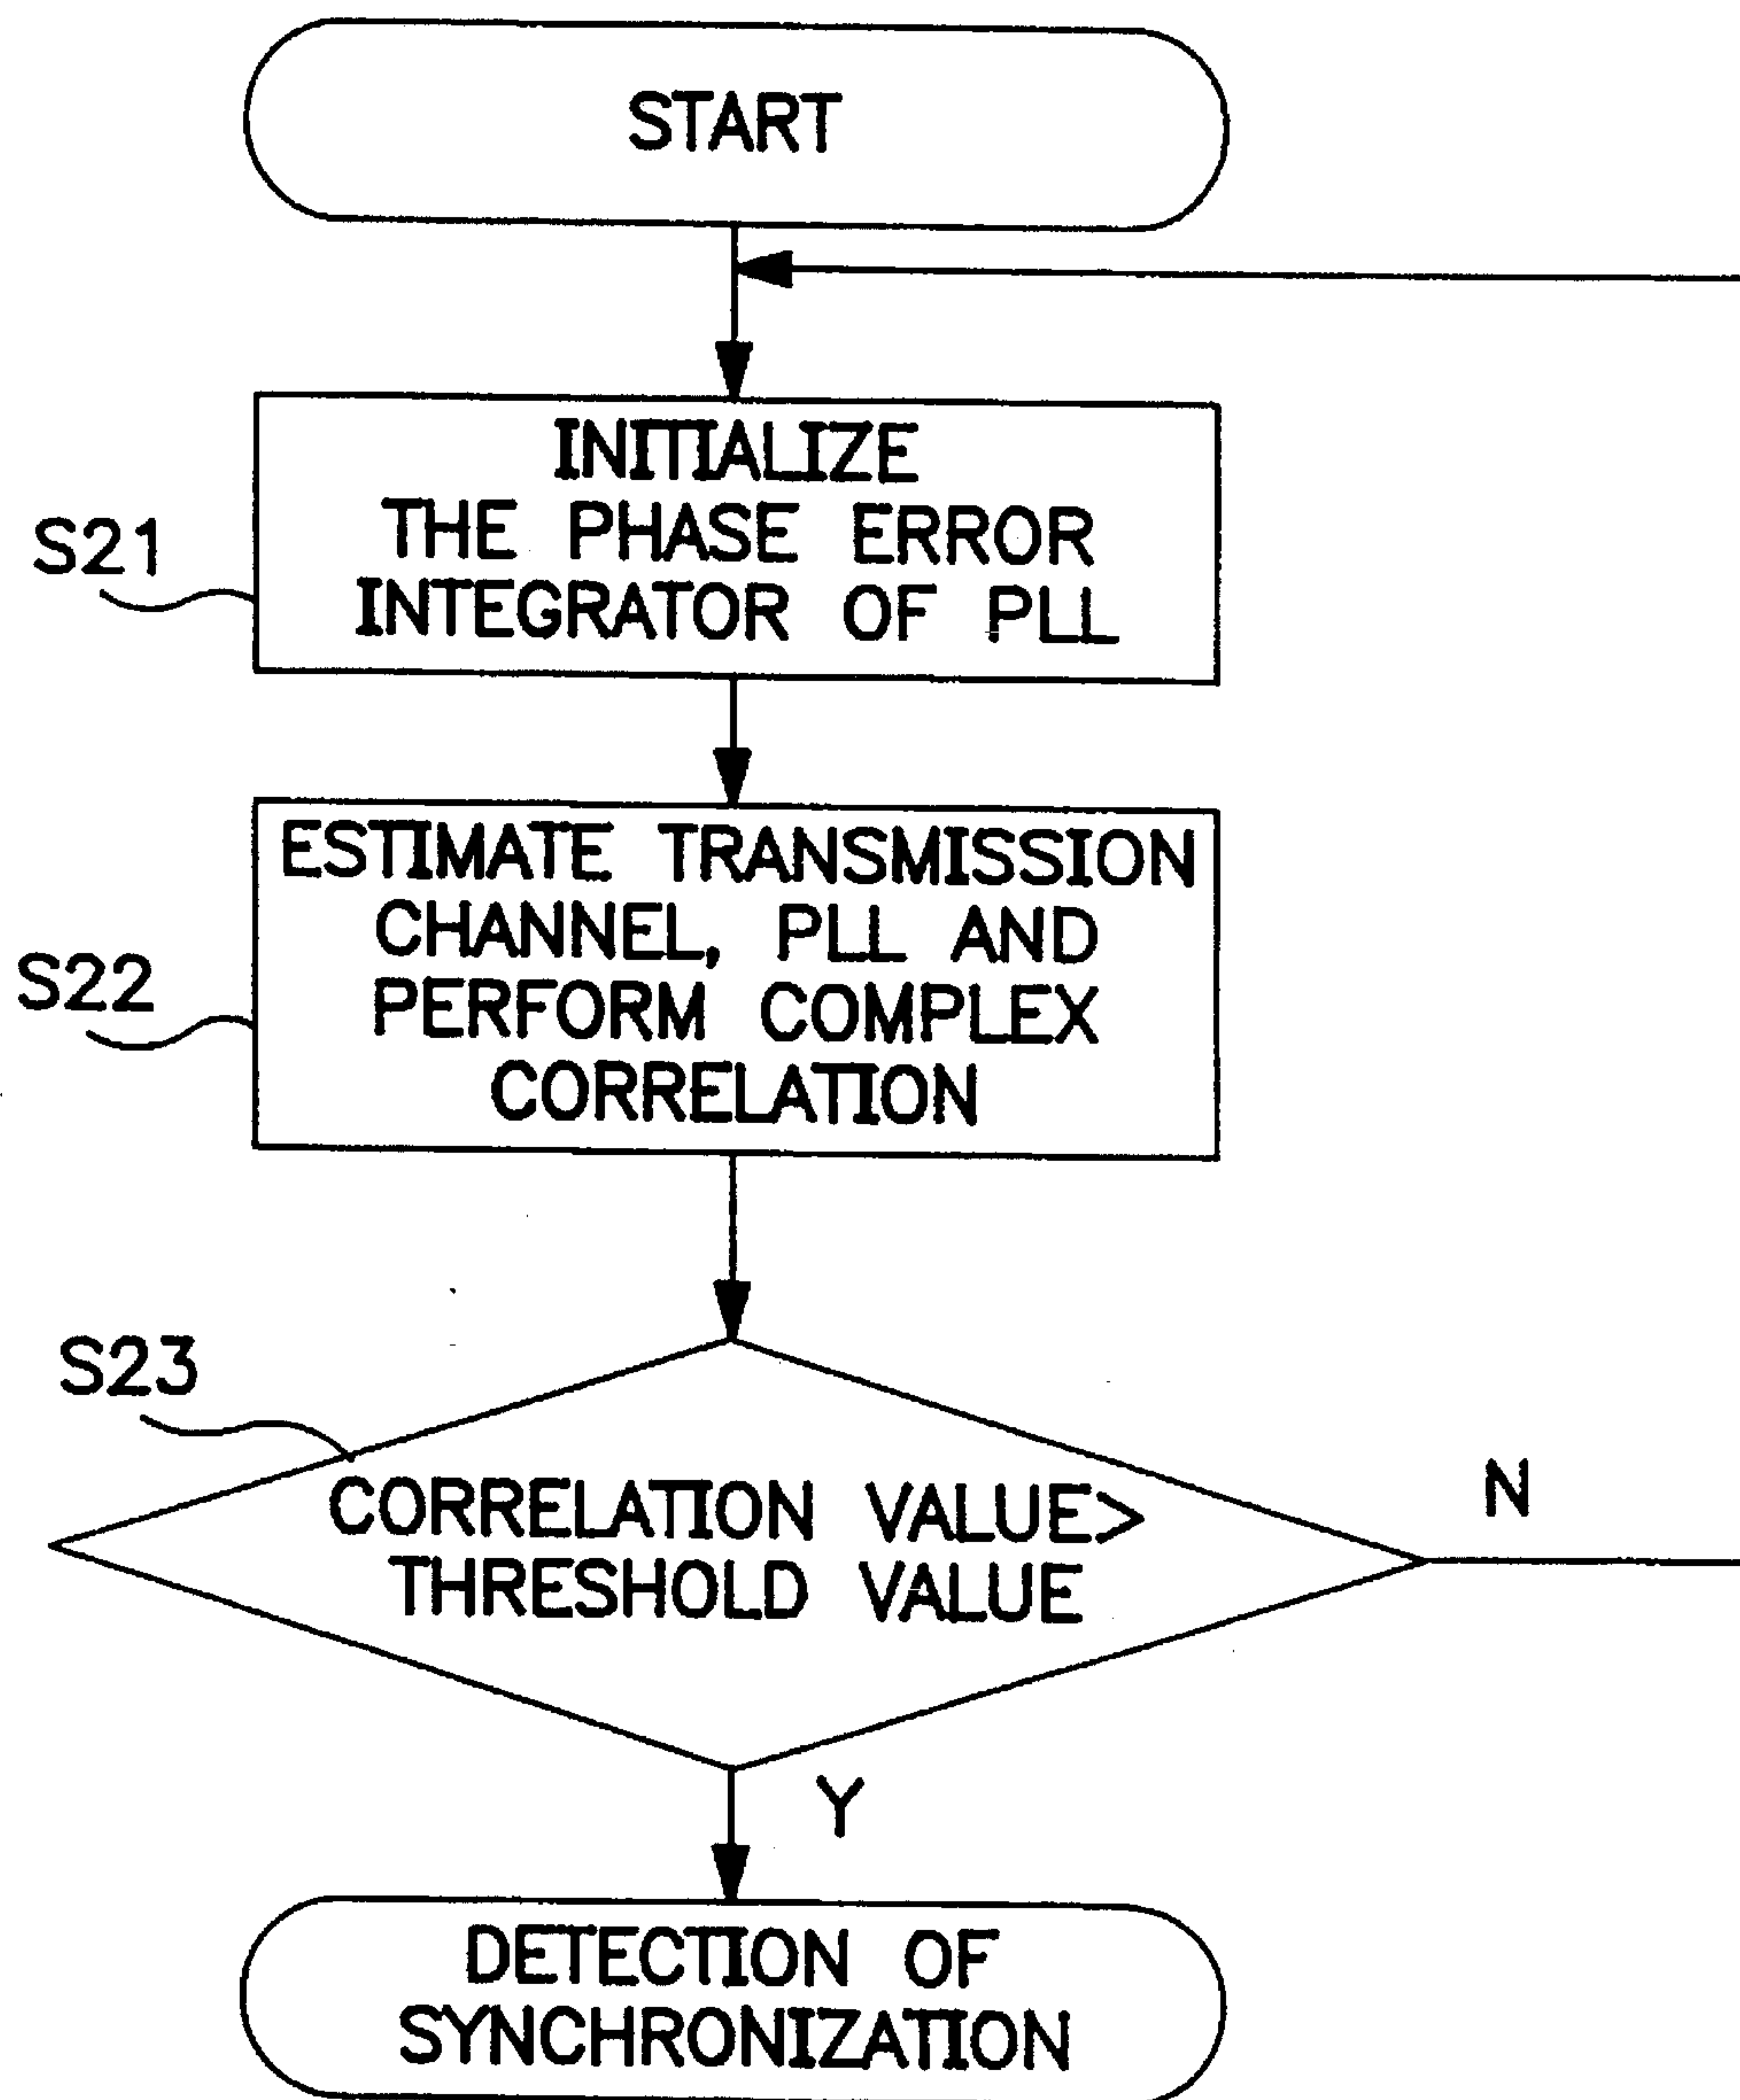 START
INITIALIZE
THE PHASE ERROR
INTEGRATOR OF PLL
S21
ESTIMATE TRANSMISSION
CHANNEL, PLL AND
PERFORM COMPLEX
CORRELATION
S22
S23
CORRELATION VALUE>
THRESHOLD VALUE
N
Y
DETECTION OF
SYNCHRONIZATION